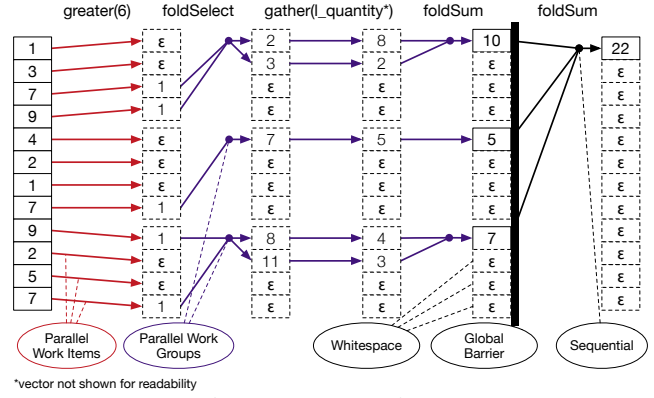 greater(6) foldSelect gather(l_quantity*) foldSum foldSum
1 ε 2 8 10 22
3 ε 3 2 ε ε
7 1 ε ε ε ε
9 1 ε ε ε ε
4 ε 7 5 5 ε
2 ε ε ε ε ε
1 ε ε ε ε ε
7 1 ε ε ε ε
9 1 8 4 7 ε
2 ε 11 3 ε ε
5 ε ε ε ε ε
7 1 ε ε ε ε
Parallel
Work Items
Parallel Work
Groups
Whitespace
Global
Barrier
Sequential
*vector not shown for readability